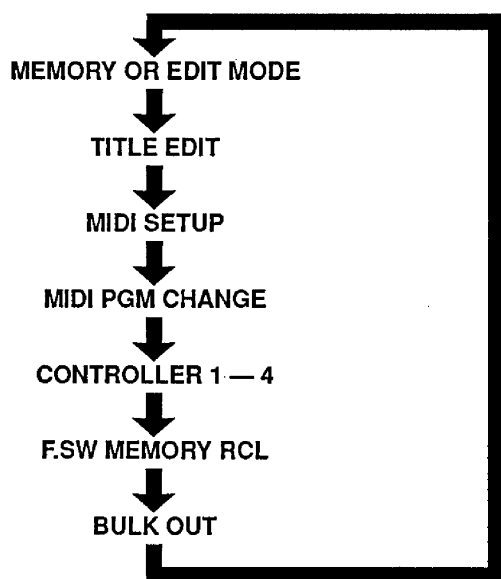 MEMORY OR EDIT MODE
TITLE EDIT
MIDI SETUP
MIDI PGM CHANGE
CONTROLLER 1 — 4
F.SW MEMORY RCL
BULK OUT